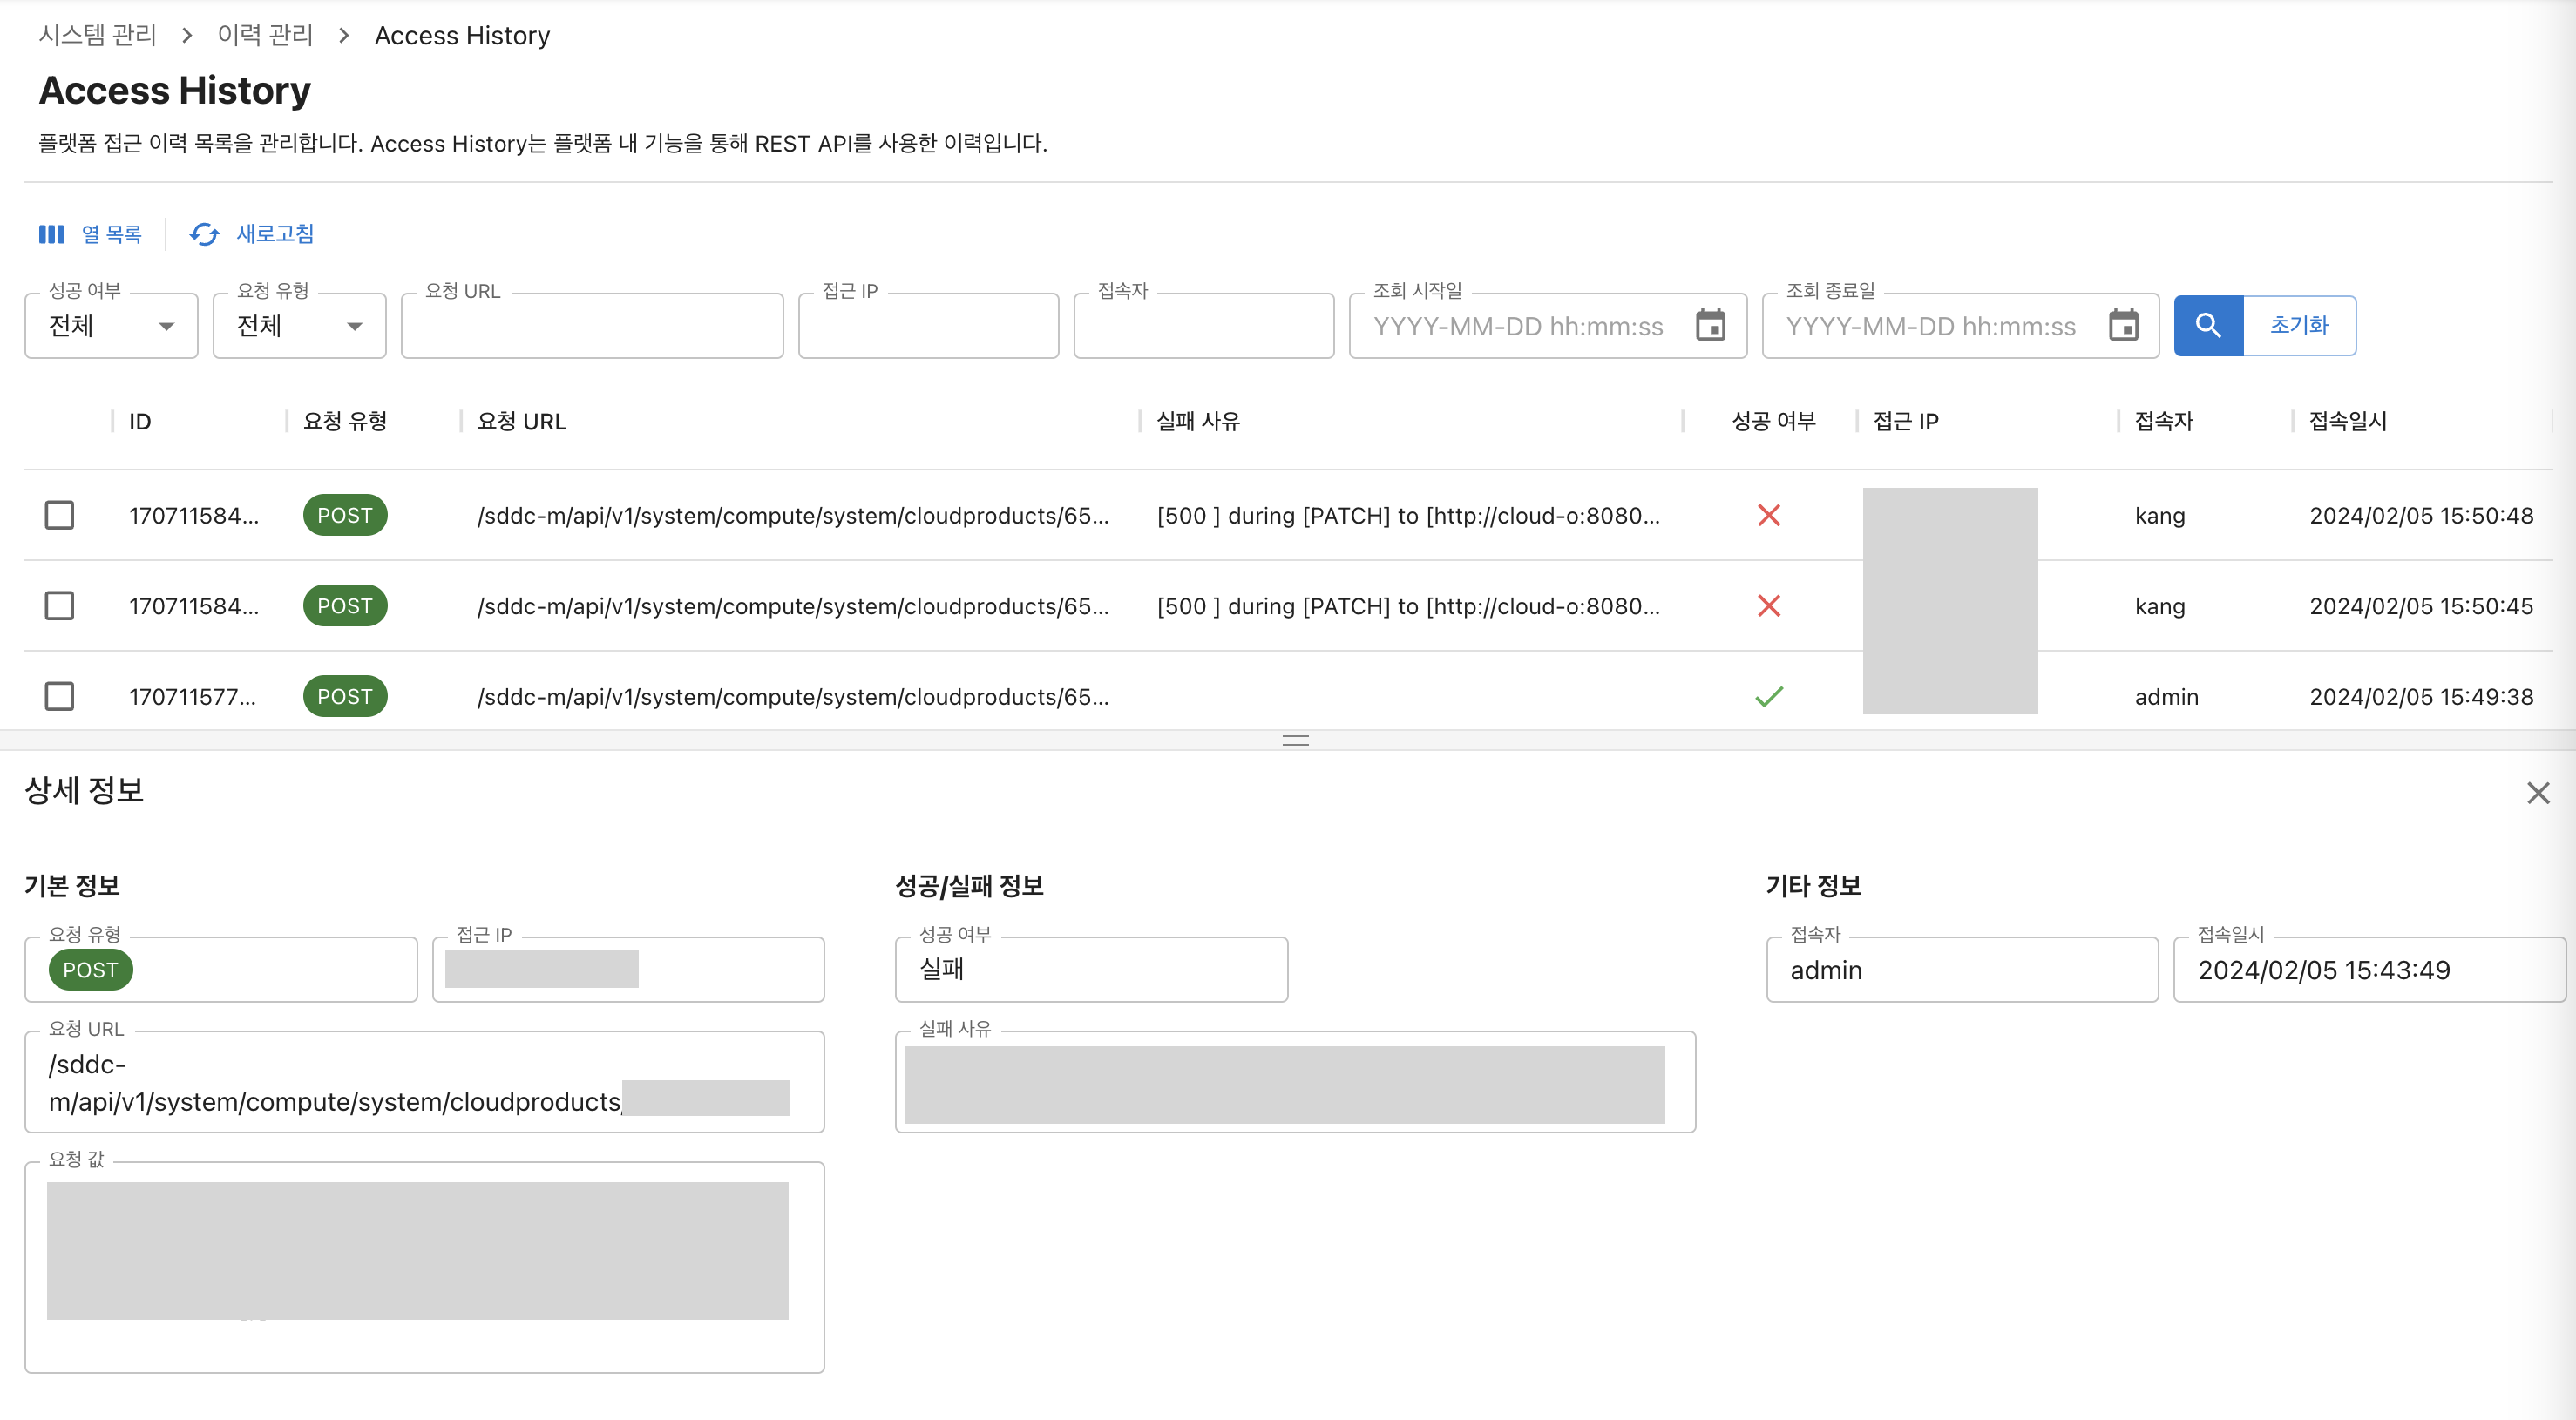 시스템 관리 > 이력 관리 > Access History
Access History
플랫폼 접근 이력 목록을 관리합니다. Access History는 플랫폼 내 기능을 통해 REST API를 사용한 이력입니다.
열 목록 새로고침
성공 여부 요청 유형 요청 URL 접근 IP 접속자 조회 시작일 조회 종료일
전체 전체 YYYY-MM-DD hh:mm:ss YYYY-MM-DD hh:mm:ss 초기화
ID 요청 유형 요청 URL 실패 사유 성공 여부 접근 IP 접속자 접속일시
170711584... POST /sddc-m/api/v1/system/compute/system/cloudproducts/65... [500 ] during [PATCH] to [http://cloud-o:8080... kang 2024/02/05 15:50:48
170711584... POST /sddc-m/api/v1/system/compute/system/cloudproducts/65... [500 ] during [PATCH] to [http://cloud-o:8080... kang 2024/02/05 15:50:45
170711577... POST /sddc-m/api/v1/system/compute/system/cloudproducts/65... admin 2024/02/05 15:49:38
상세 정보
기본 정보 성공/실패 정보 기타 정보
요청 유형 접근 IP 성공 여부 접속자 접속일시
POST 실패 admin 2024/02/05 15:43:49
요청 URL 실패 사유
/sddc-
m/api/v1/system/compute/system/cloudproducts/
요청 값